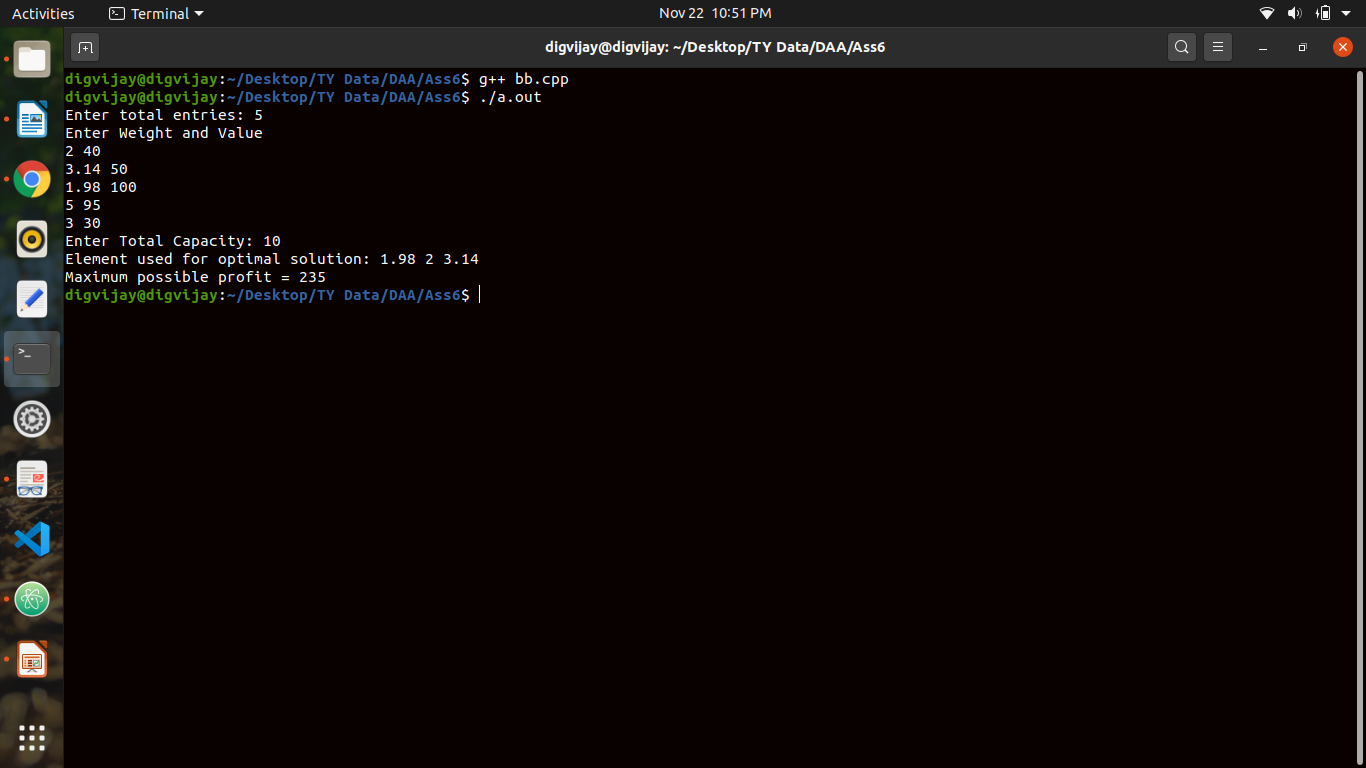 Activities
Terminal
Nov 22 10:51 PM
digvijay@digvijay: ~/Desktop/TY Data/DAA/Ass6
digvijay@digvijay:~/Desktop/TY Data/DAA/Ass6$ g++ bb.cpp
digvijay@digvijay:~/Desktop/TY Data/DAA/Ass6$ ./a.out
Enter total entries: 5
Enter Weight and Value
2 40
3.14 50
1.98 100
5 95
3 30
Enter Total Capacity: 10
Element used for optimal solution: 1.98 2 3.14
Maximum possible profit = 235
digvijay@digvijay:~/Desktop/TY Data/DAA/Ass6$